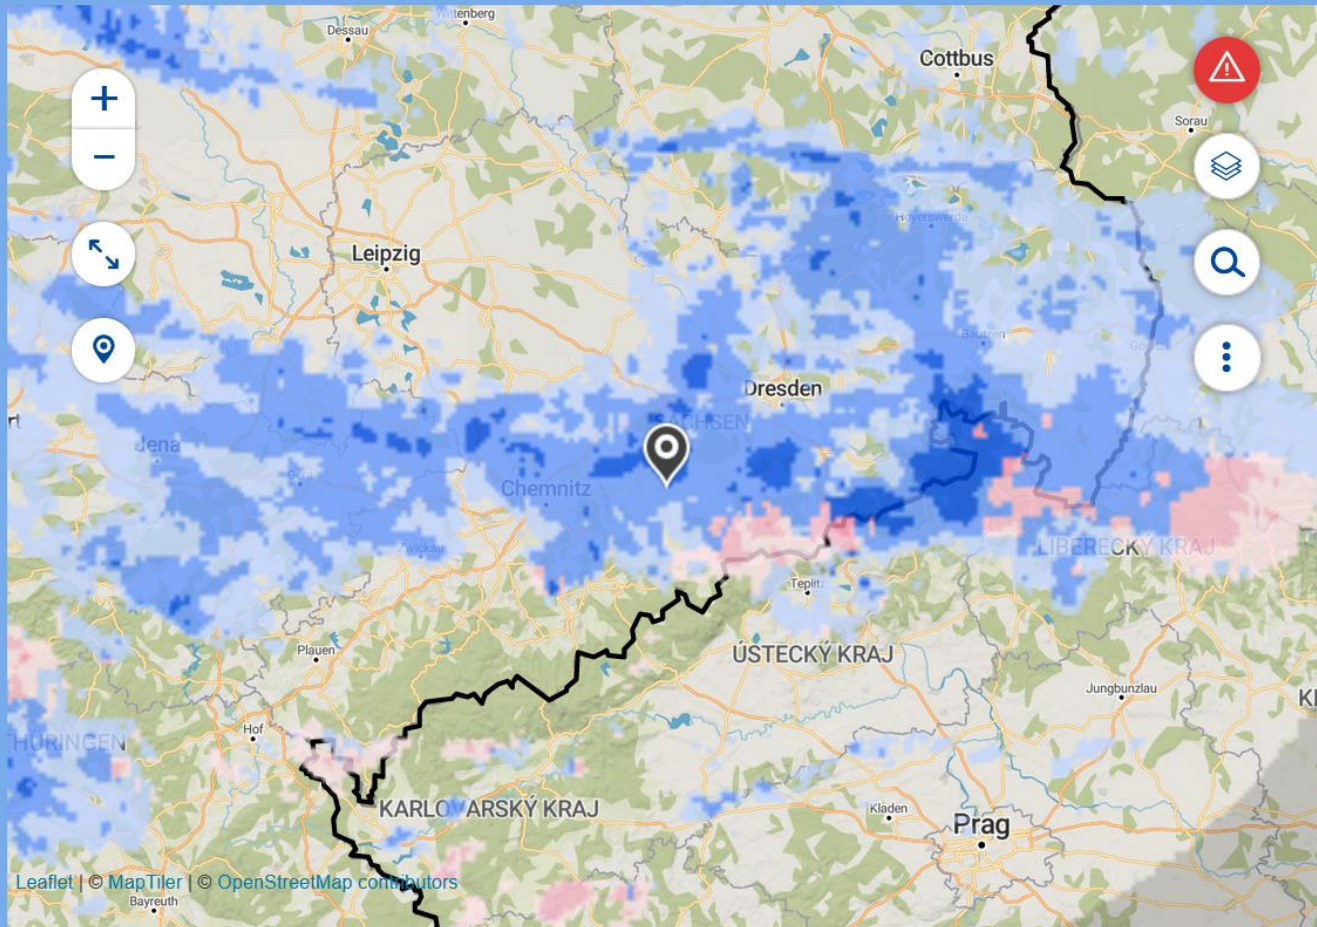 Wittenberg
Dessau
Cottbus
Sorau
Hoyerswerda
Leipzig
Bautzen
Dresden
Jena
Chemnitz
Zwickau
LIBERECKÝ KRAJ
Teplitz
ÚSTECKÝ KRAJ
Plauen
Jungbunzlau
Hof
THÜRINGEN
KARLOVARSKÝ KRAJ
Kladen
Prag
Leaflet | © MapTiler | © OpenStreetMap contributors
Bayreuth